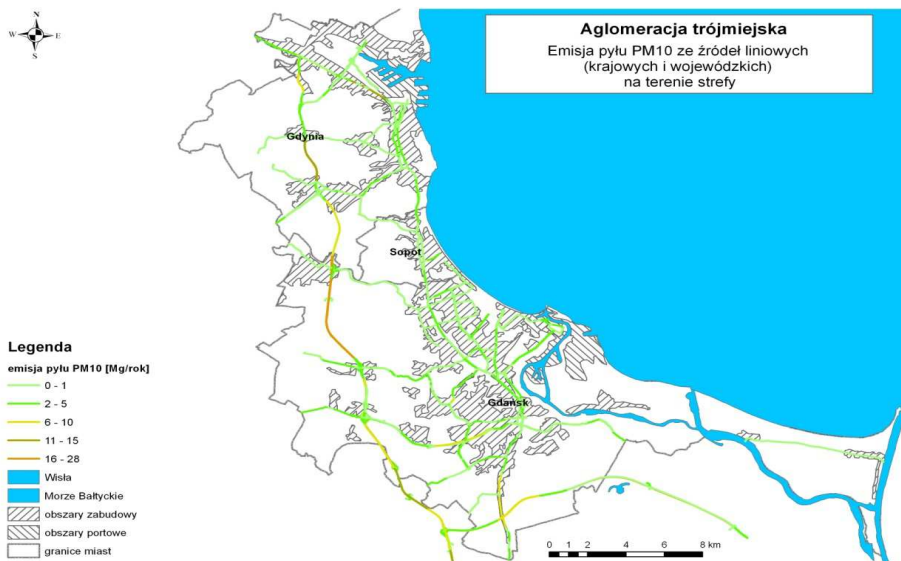 N
W E
S
Aglomeracja trójmiejska
Emisja pyłu PM10 ze źródeł liniowych
(krajowych i wojewódzkich)
na terenie strefy
Gdynia
Sopot
Gdańsk
Legenda
emisja pyłu PM10 [Mg/rok]
0 - 1
2 - 5
6 - 10
11 - 15
16 - 28
Wisła
Morze Bałtyckie
obszary zabudowy
obszary portowe
granice miast
0 1 2 4 6 8 km